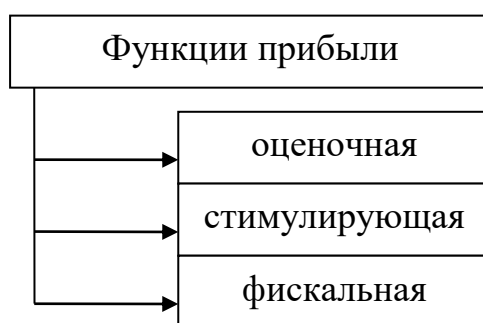 Функции прибыли
оценочная
стимулирующая
фискальная